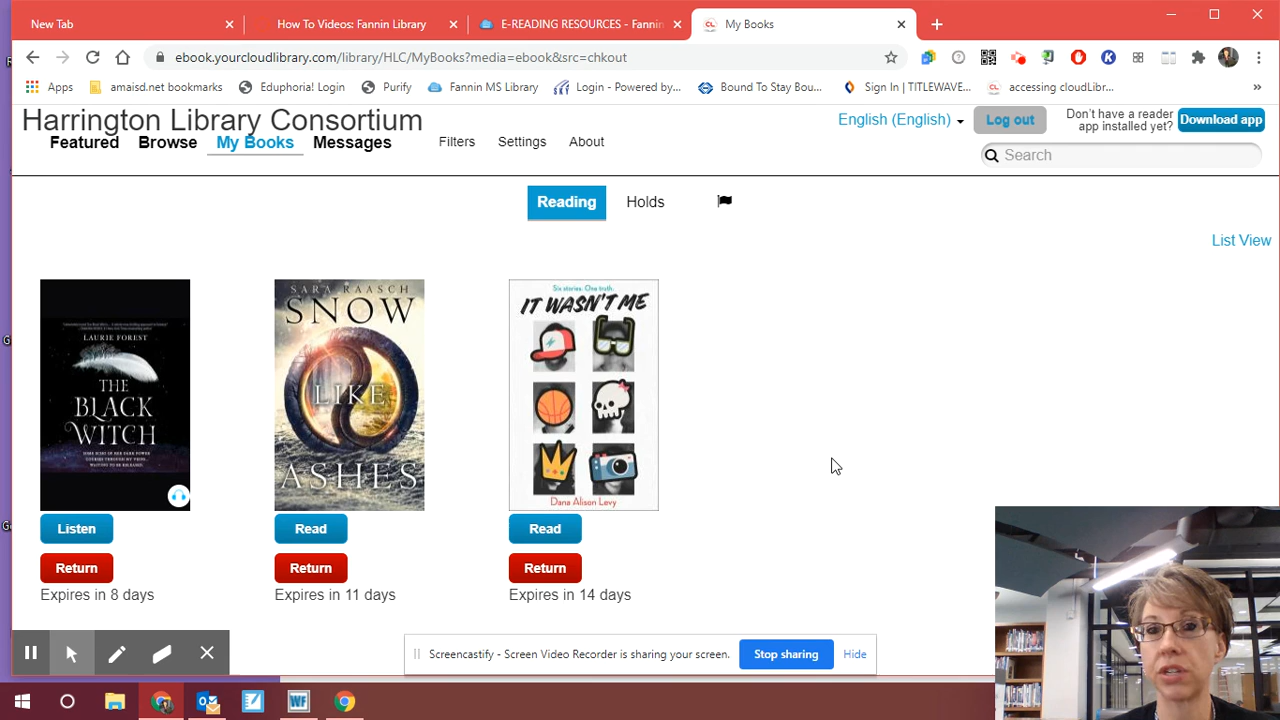 New Tab
How To Videos: Fannin Library
E-READING RESOURCES - Fannin
My Books
ebook.yourcloudlibrary.com/library/HLC/MyBooks?media=ebook&src=chkout
Apps
amaisd.net bookmarks
Eduphoria! Login
Purify
Fannin MS Library
Login - Powered by...
Bound To Stay Bou...
Sign In | TITLEWAVE...
accessing cloudLibr...
Harrington Library Consortium
English (English)
Log out
Don't have a reader
app installed yet?
Download app
Featured
Browse
My Books
Messages
Filters
Settings
About
Search
Reading
Holds
List View
LAURIE FOREST
THE
BLACK
WITCH
SARA RAASCH
SNOW
LIKE
ASHES
Six stories. One truth.
IT WASN'T ME
Dana Alison Levy
Listen
Read
Read
Return
Return
Return
Expires in 8 days
Expires in 11 days
Expires in 14 days
Screencastify - Screen Video Recorder is sharing your screen.
Stop sharing
Hide